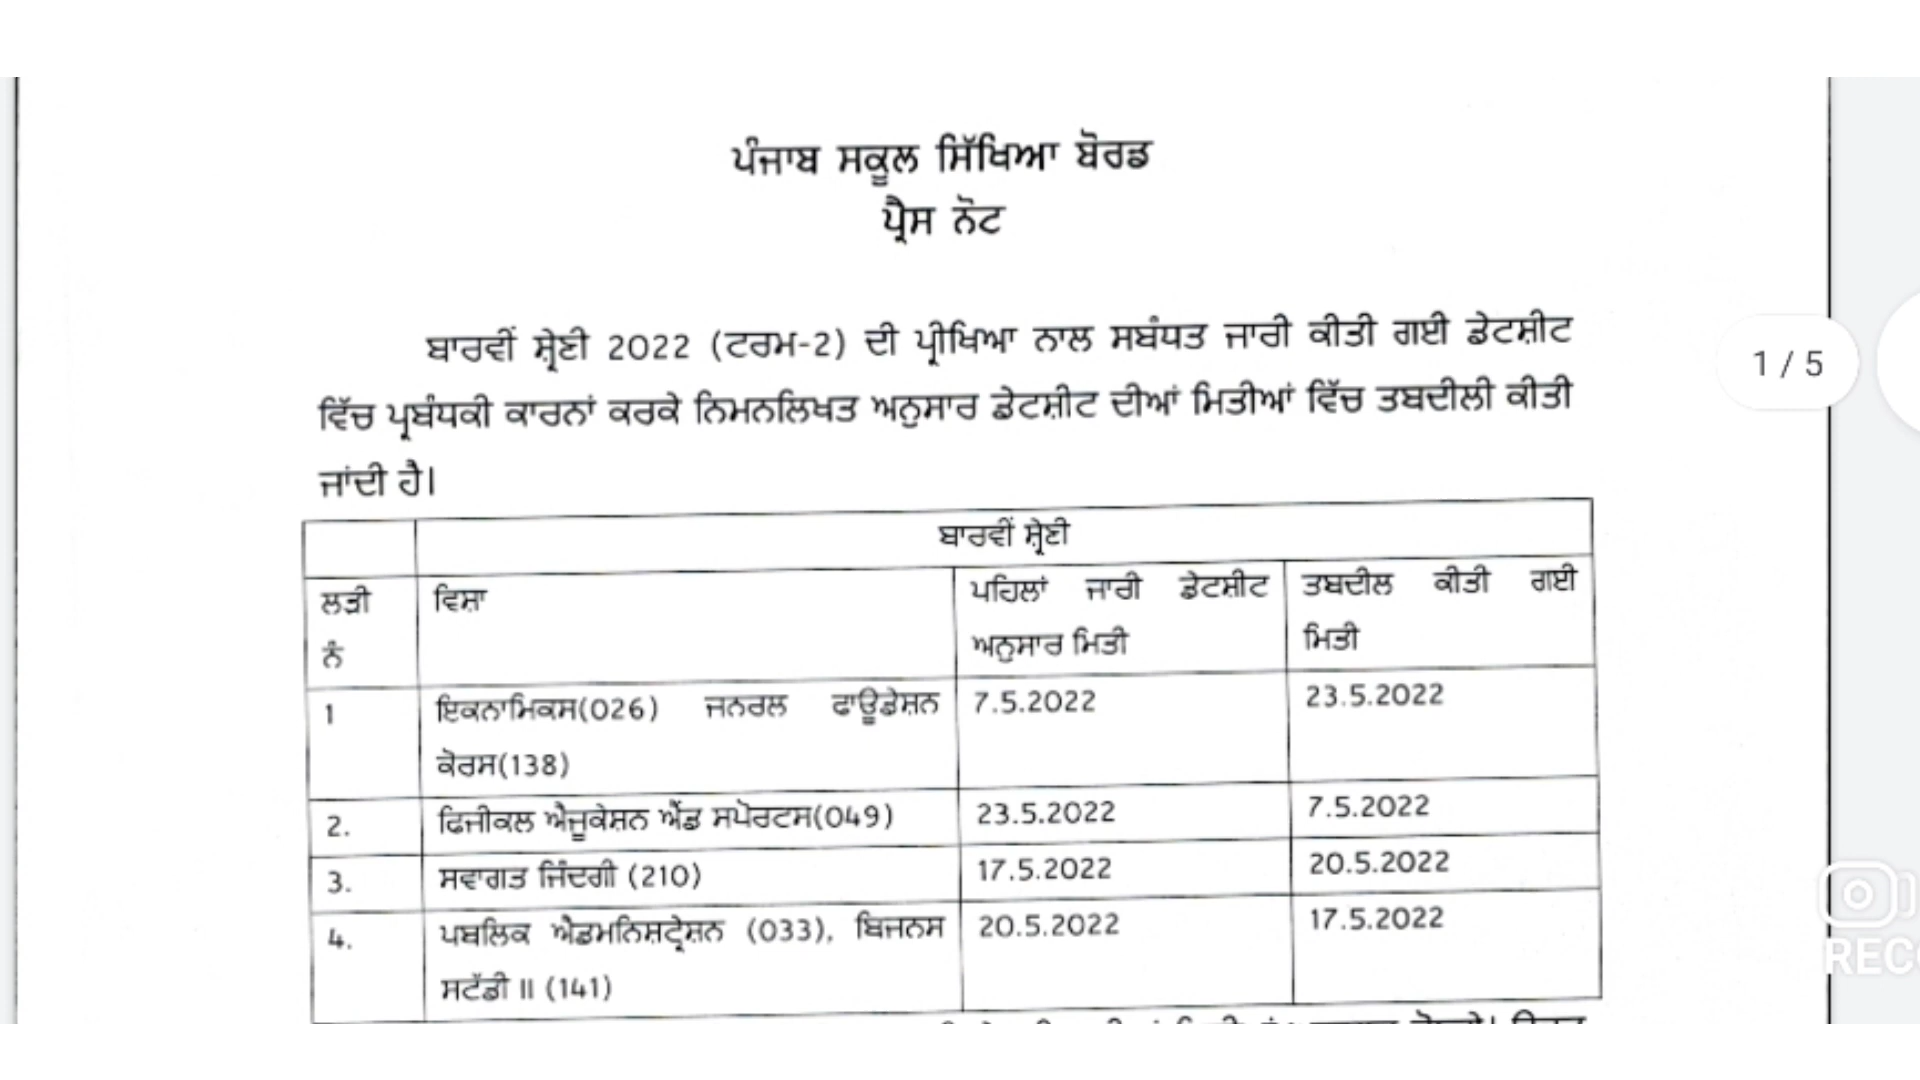 ਪੰਜਾਬ ਸਕੂਲ ਸਿੱਖਿਆ ਬੋਰਡ
ਪ੍ਰੈਸ ਨੋਟ
ਬਾਰਵੀਂ ਸ਼੍ਰੇਣੀ 2022 (ਟਰਮ-2) ਦੀ ਪ੍ਰੀਖਿਆ ਨਾਲ ਸਬੰਧਤ ਜਾਰੀ ਕੀਤੀ ਗਈ ਡੇਟਸ਼ੀਟ
1 / 5
ਵਿੱਚ ਪ੍ਰਬੰਧਕੀ ਕਾਰਨਾਂ ਕਰਕੇ ਨਿਮਨਲਿਖਤ ਅਨੁਸਾਰ ਡੇਟਸ਼ੀਟ ਦੀਆਂ ਮਿਤੀਆਂ ਵਿੱਚ ਤਬਦੀਲੀ ਕੀਤੀ
ਜਾਂਦੀ ਹੈ।
ਬਾਰਵੀਂ ਸ਼੍ਰੇਣੀ
ਲੜੀ ਵਿਸ਼ਾ ਪਹਿਲਾਂ ਜਾਰੀ ਡੇਟਸ਼ੀਟ ਤਬਦੀਲ ਕੀਤੀ ਗਈ
ਨੰ ਅਨੁਸਾਰ ਮਿਤੀ ਮਿਤੀ
1 ਇਕਨਾਮਿਕਸ(026) ਜਨਰਲ ਫਾਊਡੇਸ਼ਨ 7.5.2022 23.5.2022
ਕੋਰਸ(138)
2. ਫਿਜੀਕਲ ਐਜੂਕੇਸ਼ਨ ਐਂਡ ਸਪੋਰਟਸ(049) 23.5.2022 7.5.2022
3. ਸਵਾਗਤ ਜਿੰਦਗੀ (210) 17.5.2022 20.5.2022
4. ਪਬਲਿਕ ਐਡਮਨਿਸ਼ਟ੍ਰੇਸ਼ਨ (033), ਬਿਜਨਸ 20.5.2022 17.5.2022
ਸਟੱਡੀ II (141)
REC